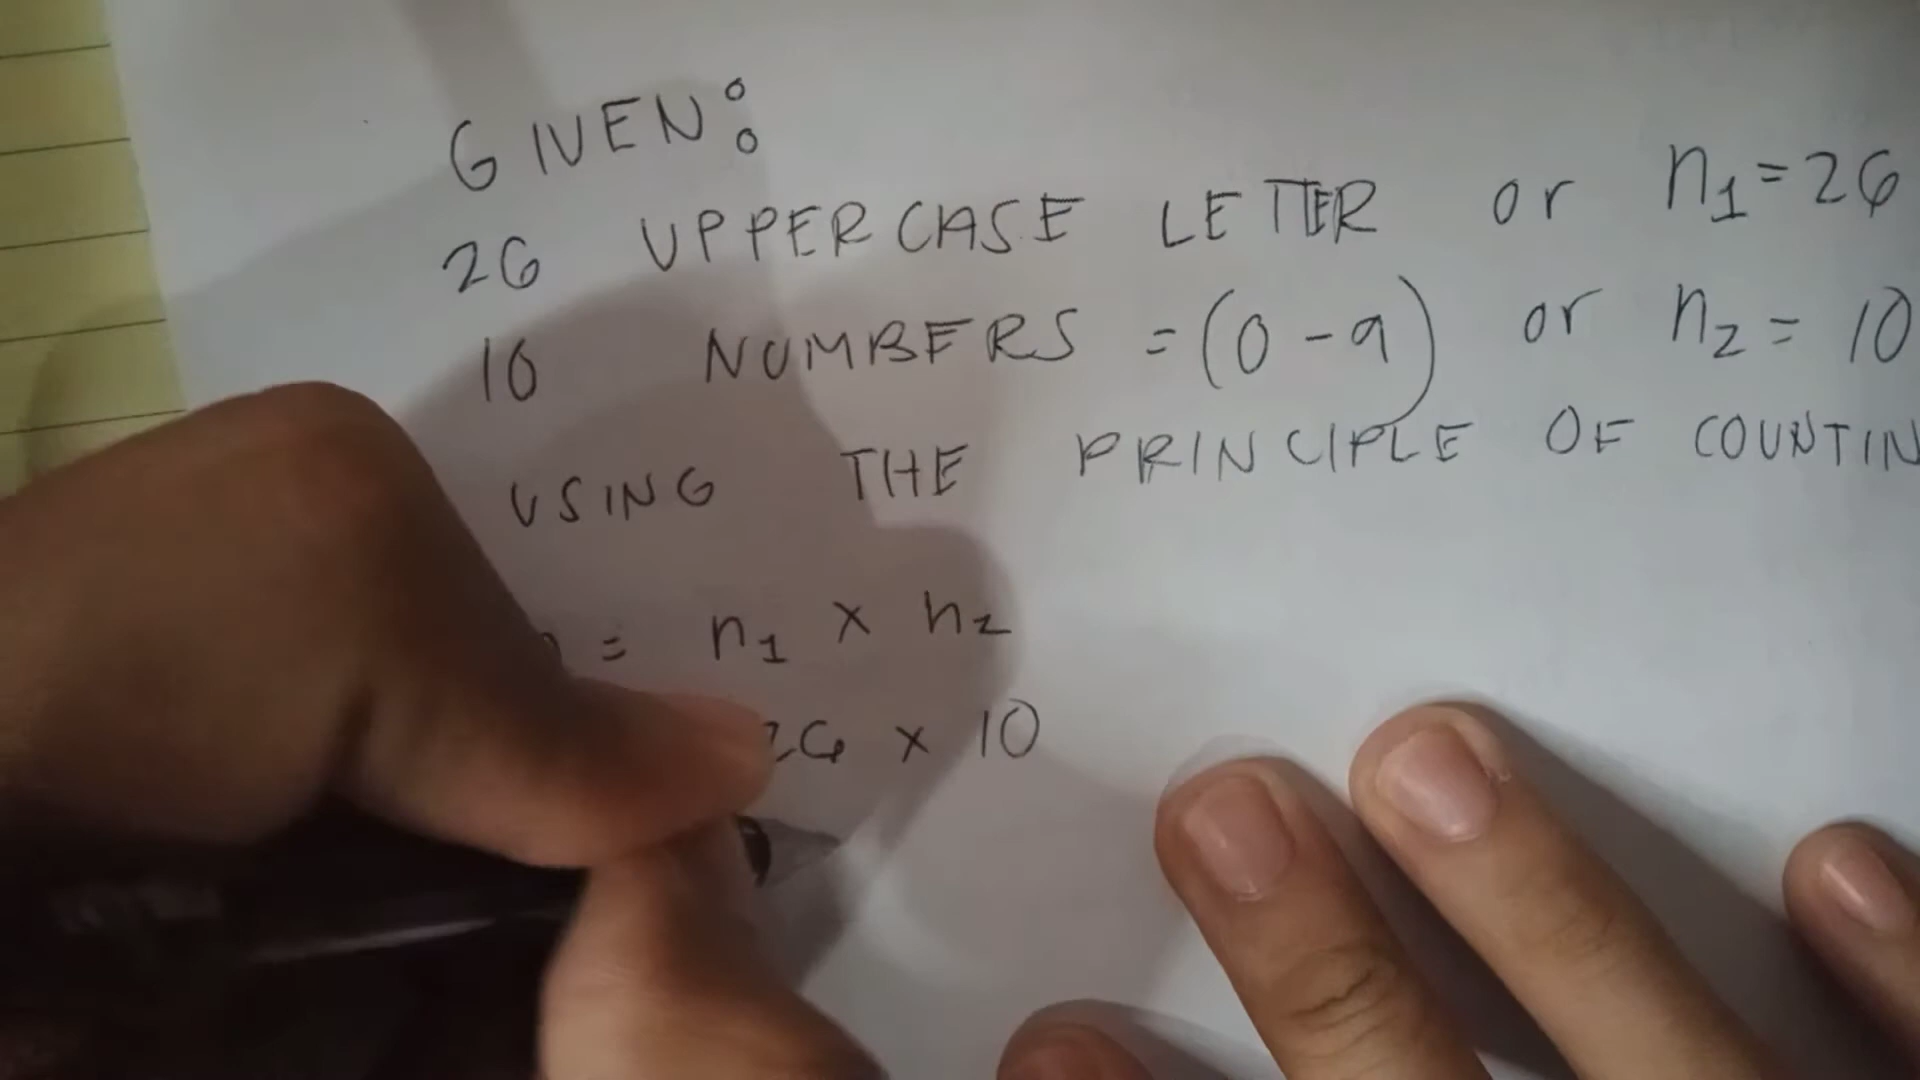 GIVEN:
26 UPPERCASE LETTER or n₁=26
10 NUMBERS =(0-9) or n₂= 10
USING THE PRINCIPLE OF COUNTIN
= n₁ x n₂
26 x 10